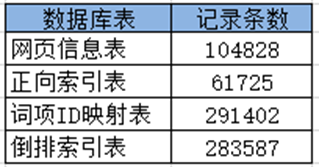 数据库表 记录条数
网页信息表 104828
正向索引表 61725
词项ID映射表 291402
倒排索引表 283587